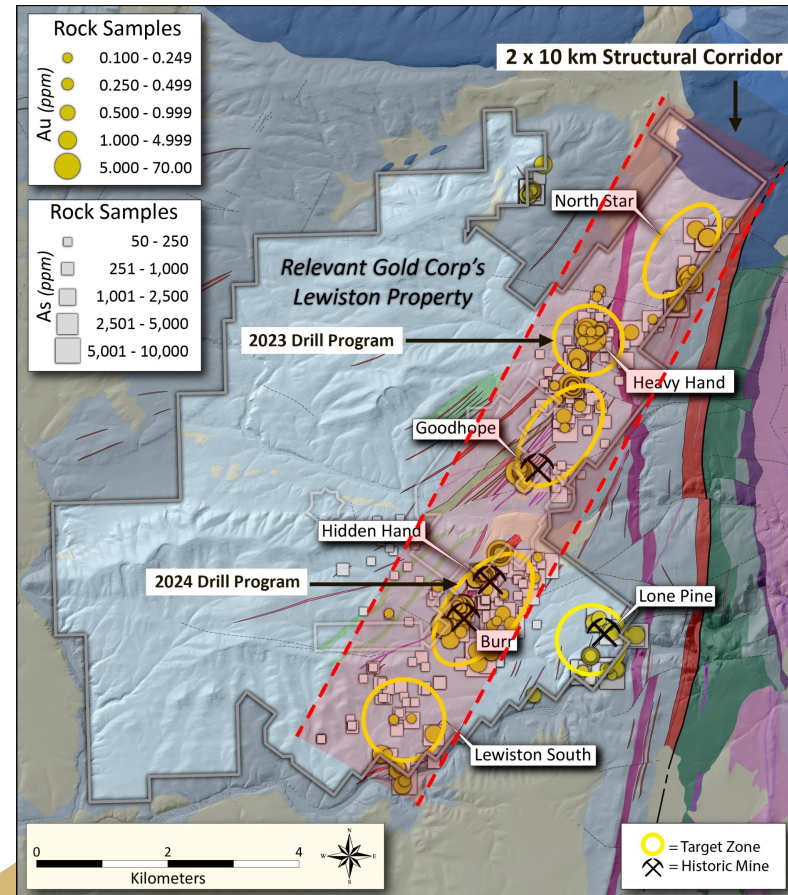 Rock Samples
Au (ppm)
0.100 - 0.249
0.250 - 0.499
0.500 - 0.999
1.000 - 4.999
5.000 - 70.00
Rock Samples
As (ppm)
50 - 250
251 - 1,000
1,001 - 2,500
2,501 - 5,000
5,001 - 10,000
2 x 10 km Structural Corridor
North Star
Relevant Gold Corp's
Lewiston Property
2023 Drill Program
Heavy Hand
Goodhope
Hidden Hand
2024 Drill Program
Lone Pine
Burr
Lewiston South
0 2 4
Kilometers
N
W E
S
= Target Zone
= Historic Mine